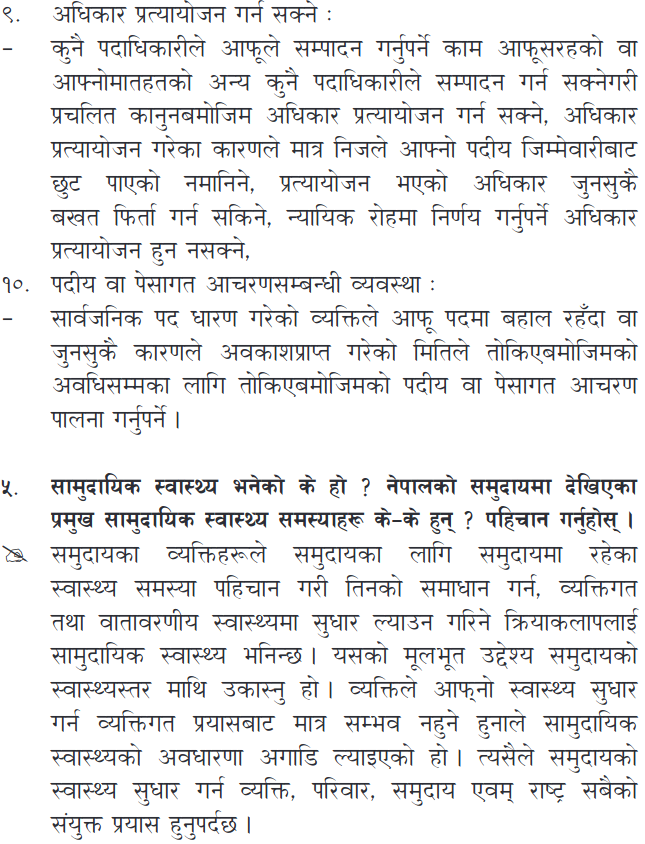 ९. अधिकार प्रत्यायोजन गर्न सक्ने :
– कुनै पदाधिकारीले आफूले सम्पादन गर्नुपर्ने काम आफूसरहको वा
आफ्नोमातहतको अन्य कुनै पदाधिकारीले सम्पादन गर्न सक्नेगरी
प्रचलित कानुनबमोजिम अधिकार प्रत्यायोजन गर्न सक्ने, अधिकार
प्रत्यायोजन गरेका कारणले मात्र निजले आफ्नो पदीय जिम्मेवारीबाट
छुट पाएको नमानिने, प्रत्यायोजन भएको अधिकार जुनसुकै
बखत फिर्ता गर्न सकिने, न्यायिक रोहमा निर्णय गर्नुपर्ने अधिकार
प्रत्यायोजन हुन नसक्ने,
१०. पदीय वा पेसागत आचरणसम्बन्धी व्यवस्था :
– सार्वजनिक पद धारण गरेको व्यक्तिले आफू पदमा बहाल रहँदा वा
जुनसुकै कारणले अवकाशप्राप्त गरेको मितिले तोकिएबमोजिमको
अवधिसम्मका लागि तोकिएबमोजिमको पदीय वा पेसागत आचरण
पालना गर्नुपर्ने ।
५. सामुदायिक स्वास्थ्य भनेको के हो ? नेपालको समुदायमा देखिएका
प्रमुख सामुदायिक स्वास्थ्य समस्याहरू के–के हुन् ? पहिचान गर्नुहोस् ।
समुदायका व्यक्तिहरूले समुदायका लागि समुदायमा रहेका
स्वास्थ्य समस्या पहिचान गरी तिनको समाधान गर्न, व्यक्तिगत
तथा वातावरणीय स्वास्थ्यमा सुधार ल्याउन गरिने क्रियाकलापलाई
सामुदायिक स्वास्थ्य भनिन्छ । यसको मूलभूत उद्देश्य समुदायको
स्वास्थ्यस्तर माथि उकास्नु हो । व्यक्तिले आफ्नो स्वास्थ्य सुधार
गर्न व्यक्तिगत प्रयासबाट मात्र सम्भव नहुने हुनाले सामुदायिक
स्वास्थ्यको अवधारणा अगाडि ल्याइएको हो । त्यसैले समुदायको
स्वास्थ्य सुधार गर्न व्यक्ति, परिवार, समुदाय एवम् राष्ट्र सबैको
संयुक्त प्रयास हुनुपर्दछ ।